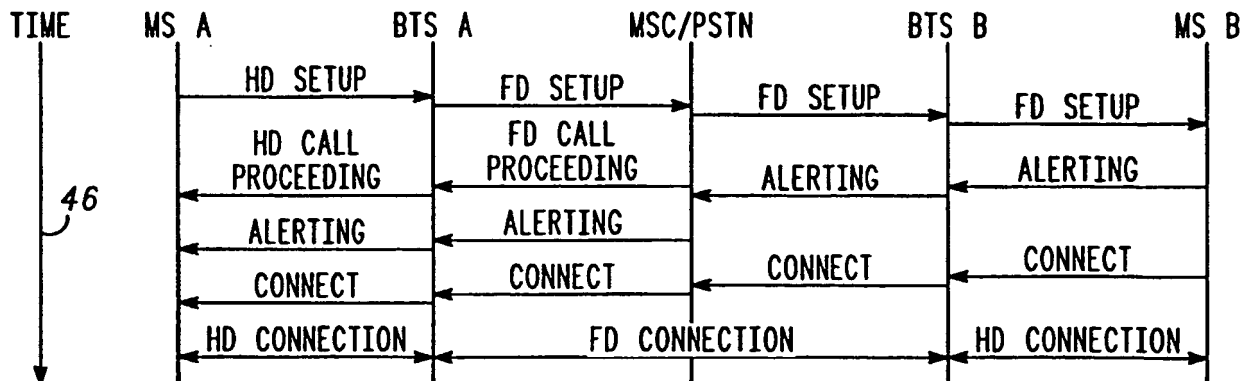 TIME MS A BTS A MSC/PSTN BTS B MS B
HD SETUP FD SETUP FD SETUP FD SETUP
HD CALL
PROCEEDING
FD CALL
PROCEEDING
ALERTING ALERTING
46
ALERTING ALERTING
CONNECT CONNECT CONNECT CONNECT
HD CONNECTION FD CONNECTION HD CONNECTION